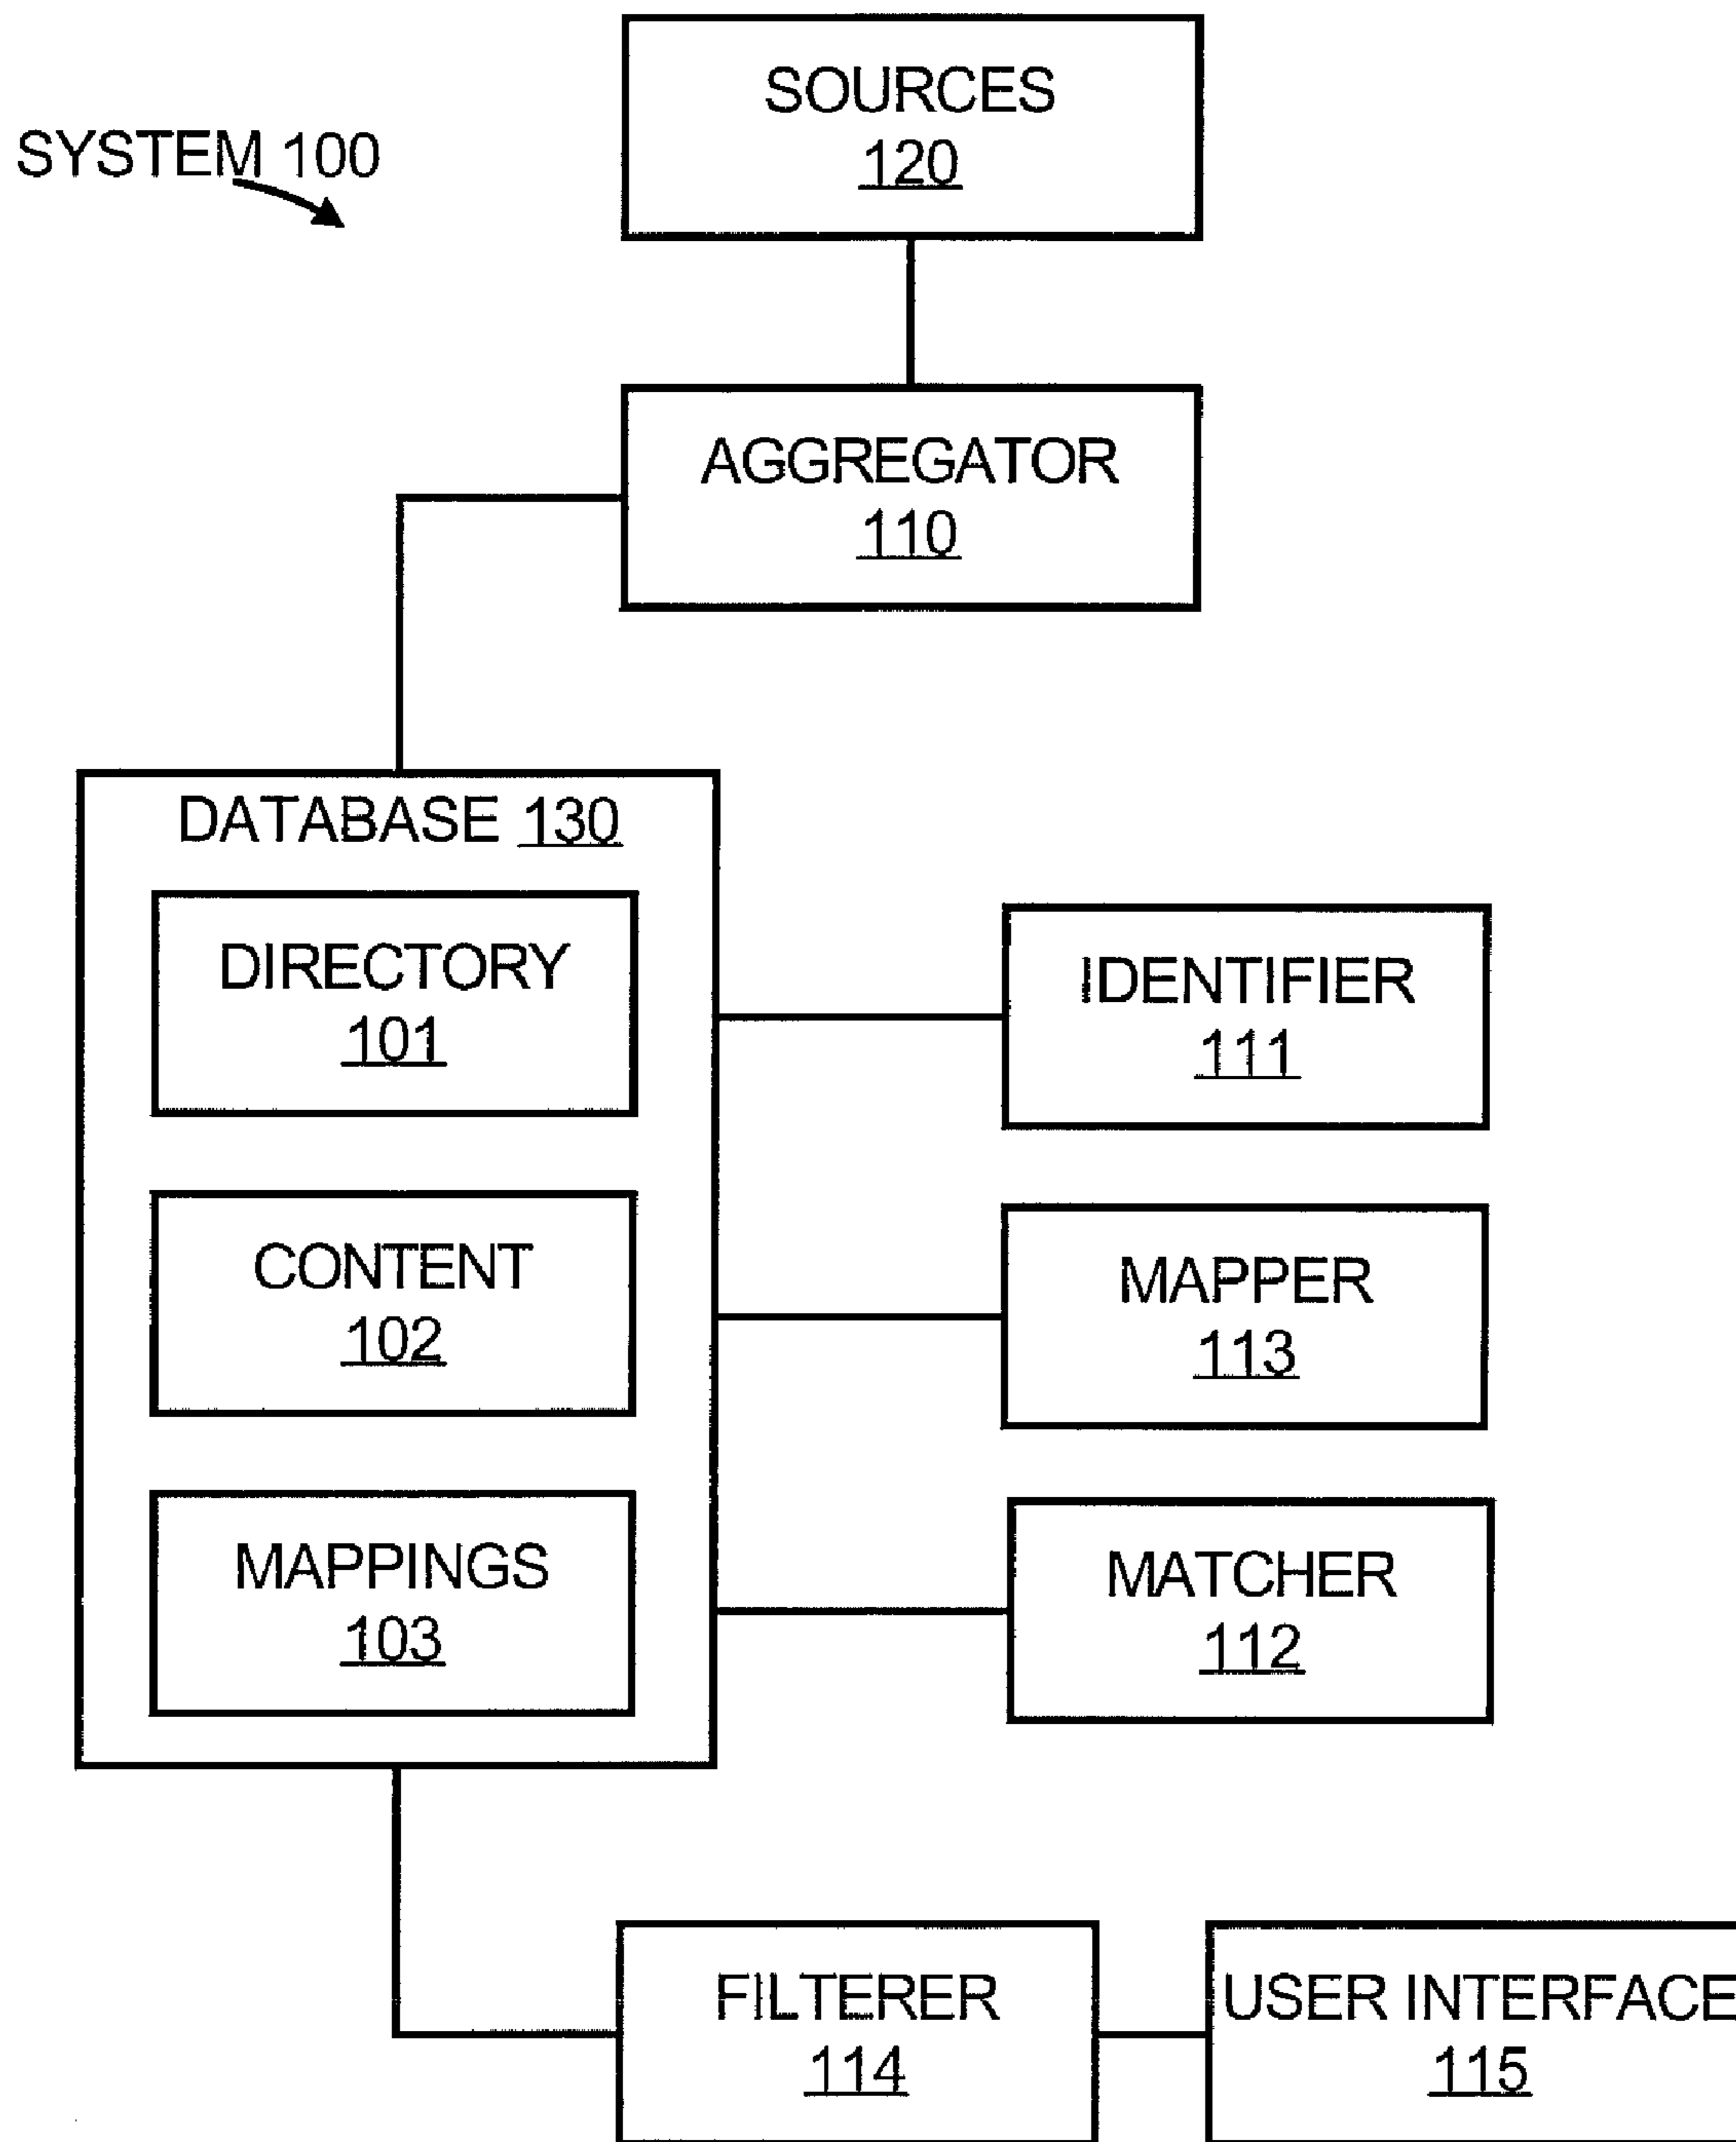 SOURCES
120
SYSTEM 100
AGGREGATOR
110
DATABASE 130
DIRECTORY
101
IDENTIFIER
111
CONTENT
102
MAPPER
113
MAPPINGS
103
MATCHER
112
FILTERER
114
USER INTERFACE
115